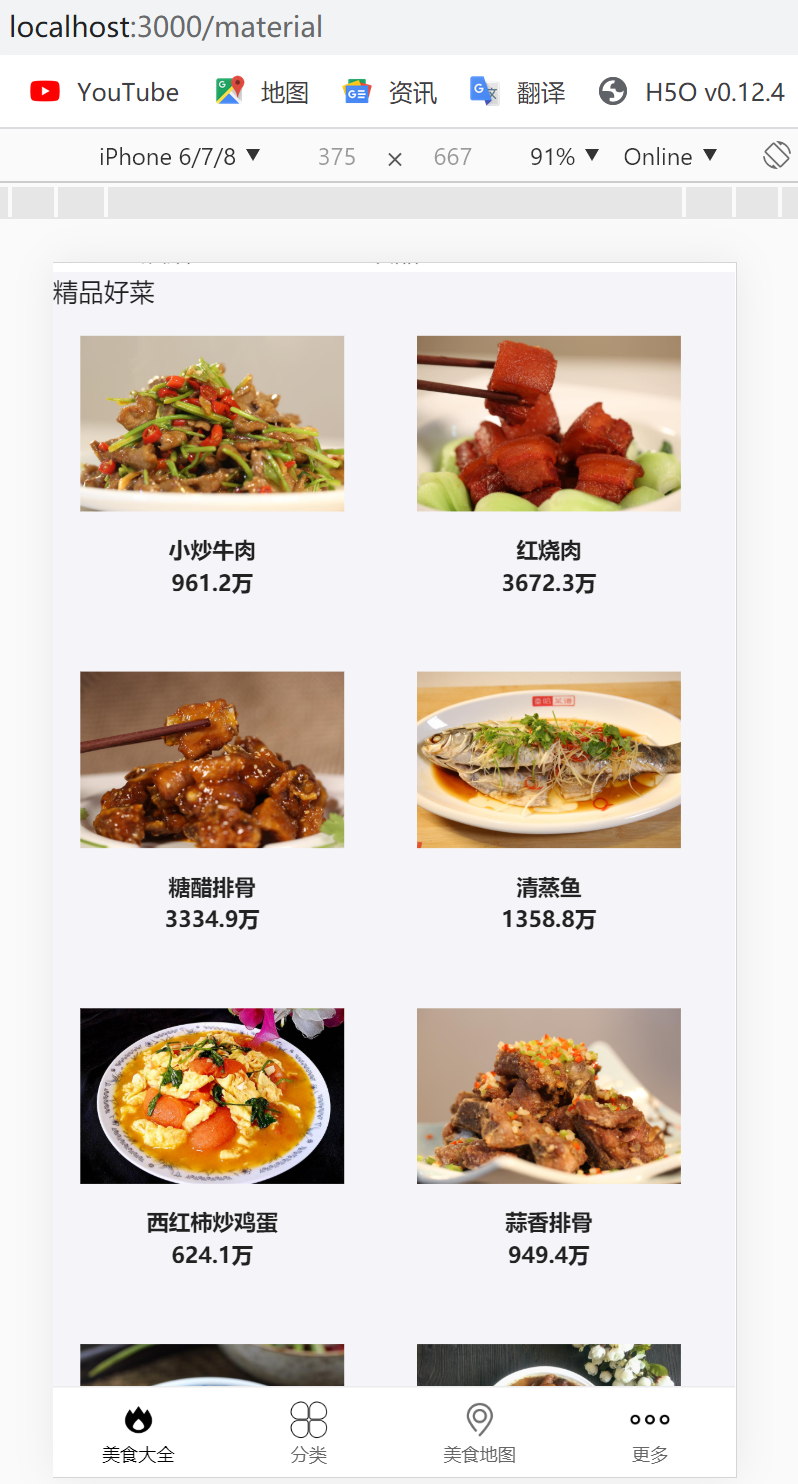 localhost:3000/material
YouTube 地图 资讯 翻译 H5O v0.12.4
iPhone 6/7/8 ▼ 375 × 667 91% ▼ Online ▼
精品好菜
小炒牛肉 红烧肉
961.2万 3672.3万
糖醋排骨 清蒸鱼
3334.9万 1358.8万
西红柿炒鸡蛋 蒜香排骨
624.1万 949.4万
美食大全 分类 美食地图 更多